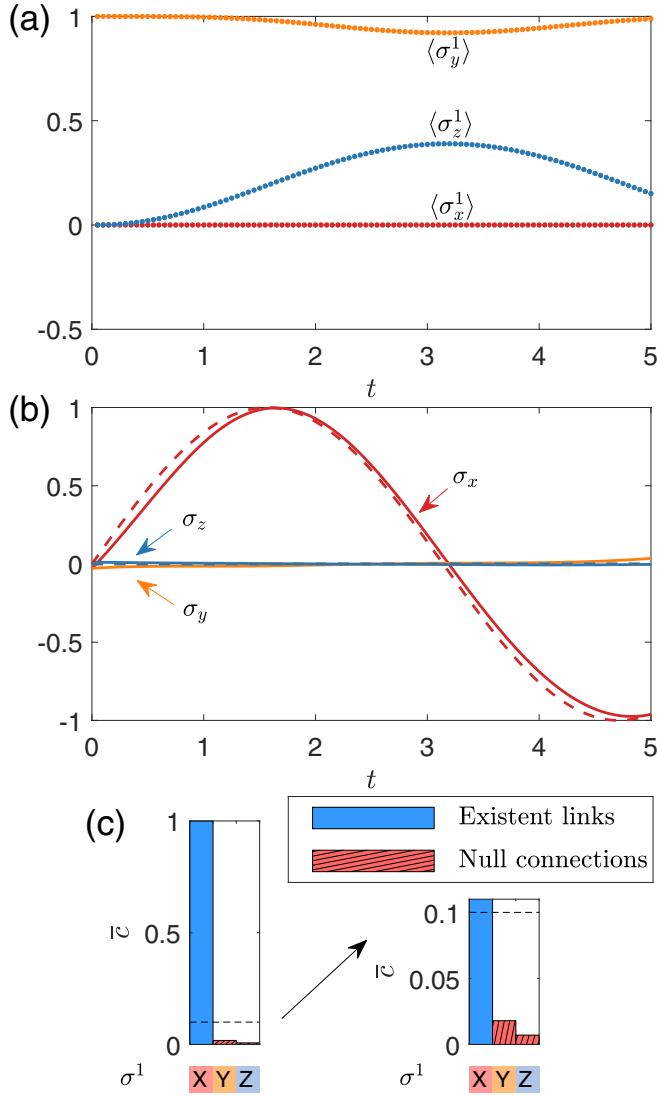 (a)
1
0.5
0
-0.5
⟨σ_y^1⟩
⟨σ_z^1⟩
⟨σ_x^1⟩
0 1 2 3 4 5
t
(b)
1
0.5
0
-0.5
-1
σ_x
σ_z
σ_y
0 1 2 3 4 5
t
(c)
Existent links
Null connections
1
0.5
0
c̅
σ^1 X Y Z
0.1
0.05
0
c̅
σ^1 X Y Z